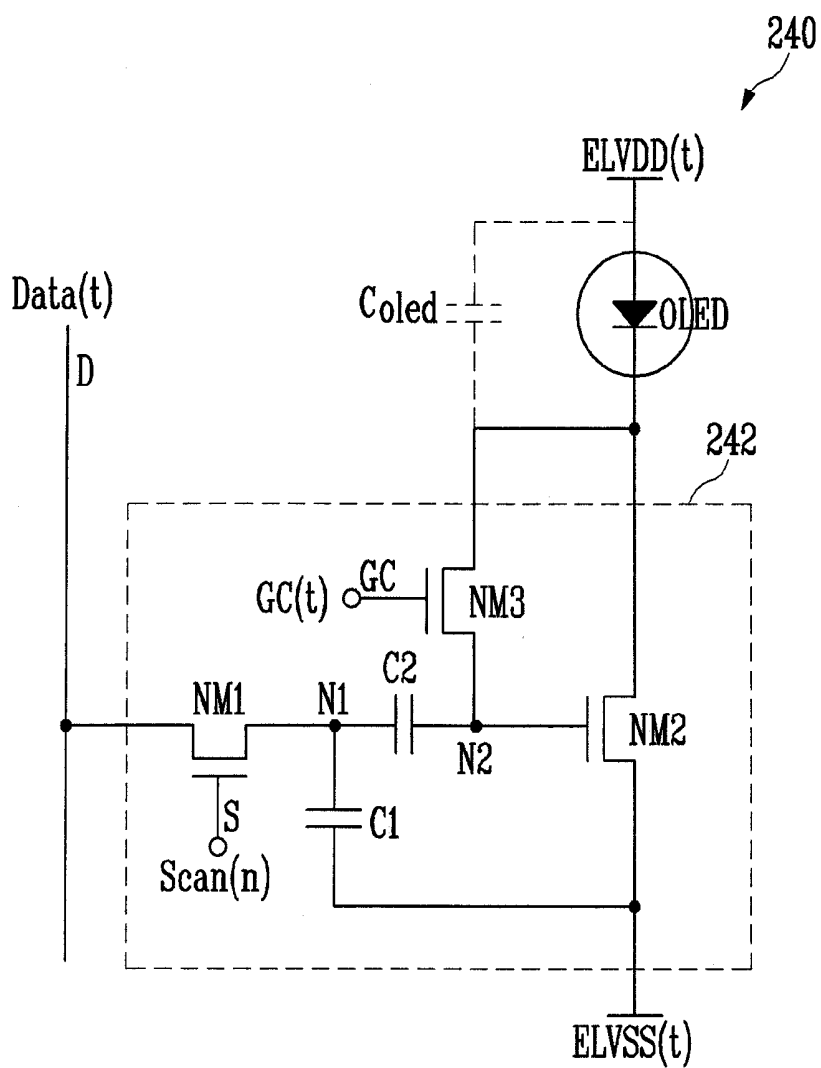 240
ELVDD(t)
Data(t)
Coled
OLED
D
242
GC(t)
GC
NM3
C2
NM1
N1
N2
NM2
S
C1
Scan(n)
ELVSS(t)